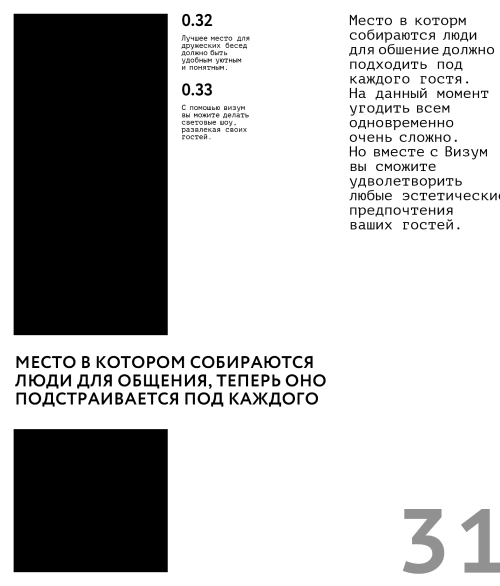 0.32
Лучшее место для
дружеских бесед
должно быть
удобным уютным
и понятным.
0.33
С помощью визум
вы можите делать
световые шоу,
развлекая своих
гостей.
Место в которм
собираются люди
для обшение должно
подходить под
каждого гостя.
На данный момент
угодить всем
одновременно
очень сложно.
Но вместе с Визум
вы сможите
удволетворить
любые эстетические
предпочтения
ваших гостей.
МЕСТО В КОТОРОМ СОБИРАЮТСЯ
ЛЮДИ ДЛЯ ОБЩЕНИЯ, ТЕПЕРЬ ОНО
ПОДСТРАИВАЕТСЯ ПОД КАЖДОГО
31